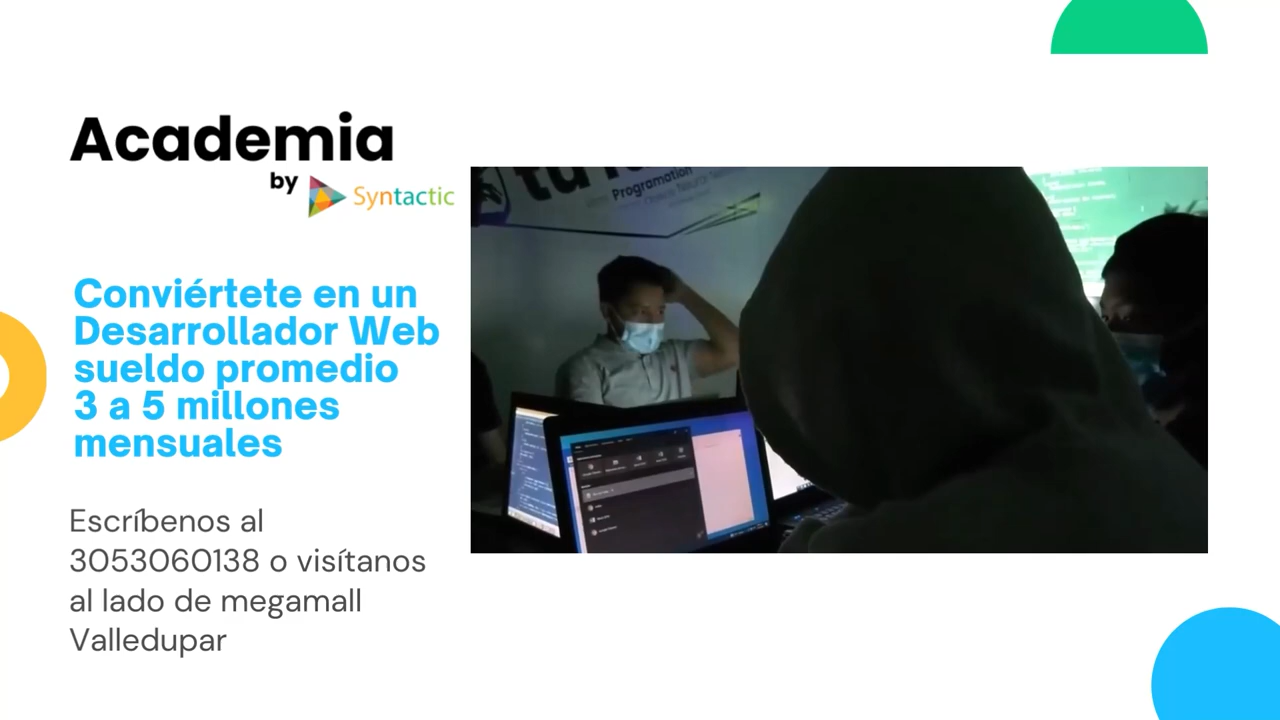 Academia
by Syntactic
Conviértete en un
Desarrollador Web
sueldo promedio
3 a 5 millones
mensuales
Escríbenos al
3053060138 o visítanos
al lado de megamall
Valledupar
Programation